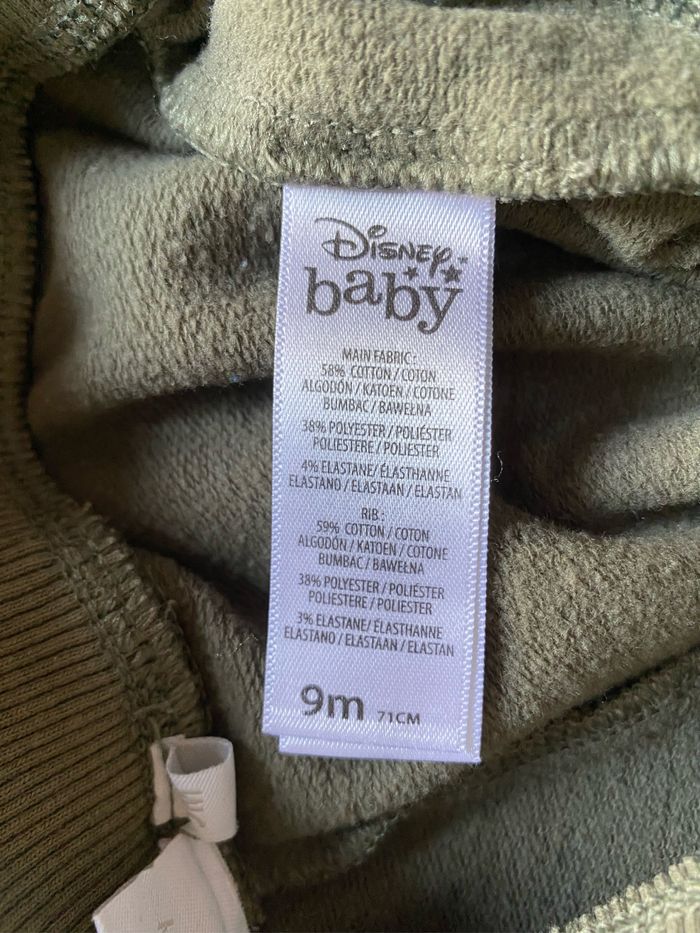 Disney
baby
MAIN FABRIC :
58% COTTON / COTON
ALGODÓN / KATOEN / COTONE
BUMBAC / BAWEŁNA
38% POLYESTER / POLIÉSTER
POLIESTERE / POLIESTER
4% ELASTANE/ ÉLASTHANNE
ELASTANO / ELASTAAN / ELASTAN
RIB :
59% COTTON / COTON
ALGODÓN / KATOEN / COTONE
BUMBAC / BAWEŁNA
38% POLYESTER / POLIÉSTER
POLIESTERE / POLIESTER
3% ELASTANE/ ÉLASTHANNE
ELASTANO / ELASTAAN / ELASTAN
9m 71CM